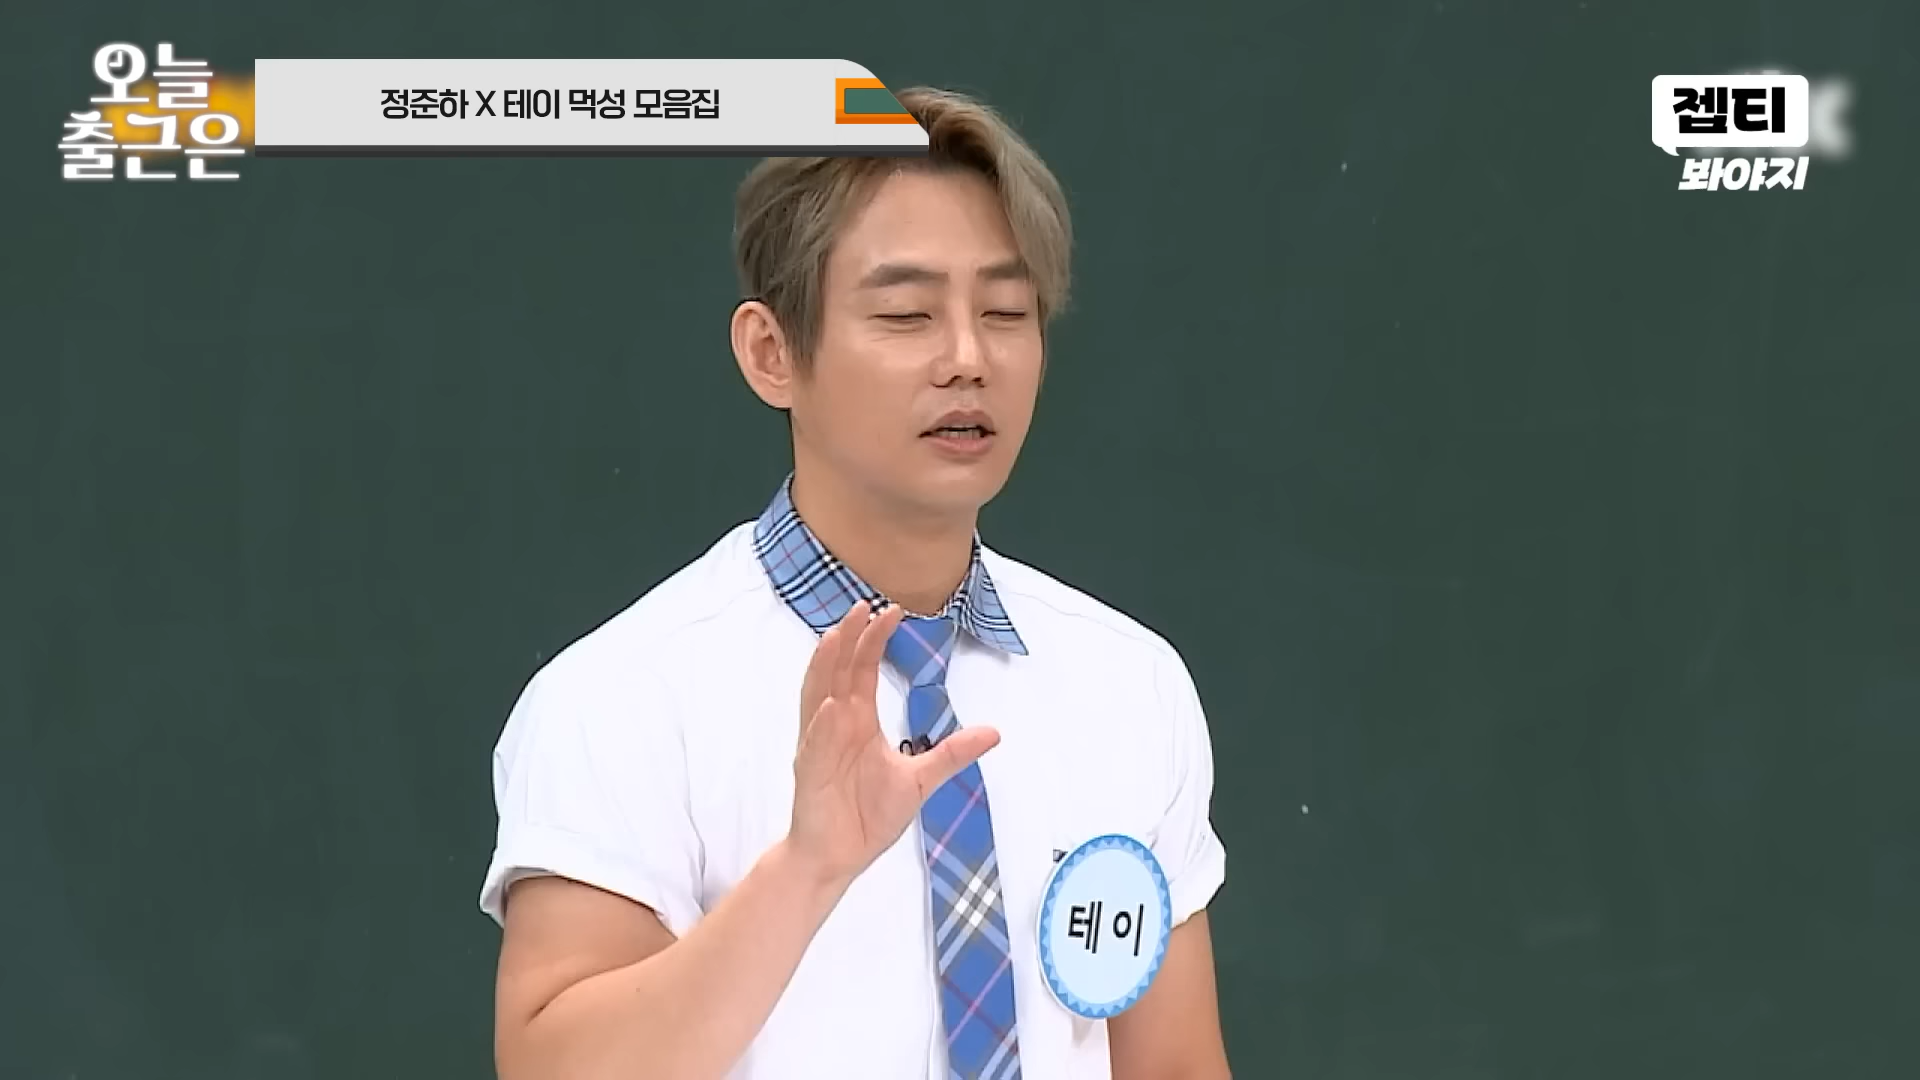 오늘
출근은
정준하 X 테이 먹성 모음집
젭티
봐야지
테이